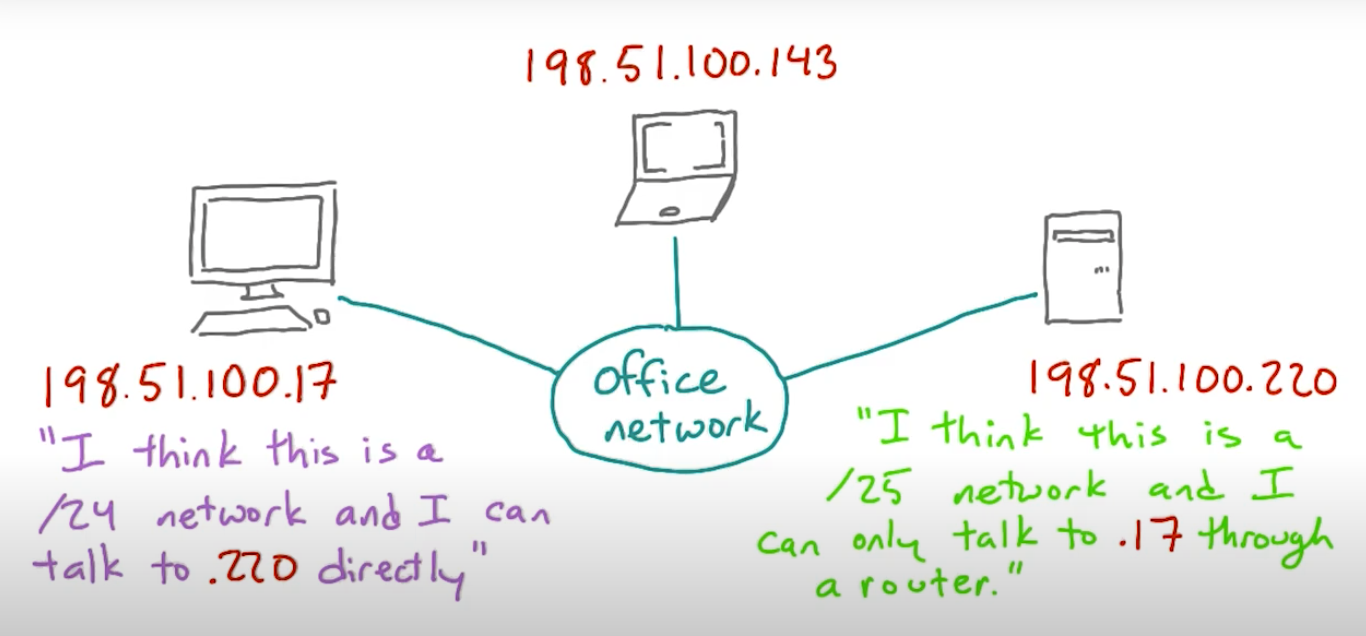 198.51.100.143
198.51.100.17
"I think this is a
/24 network and I can
talk to .220 directly"
office
network
198.51.100.220
"I think this is a
/25 network and I
can only talk to .17 through
a router."